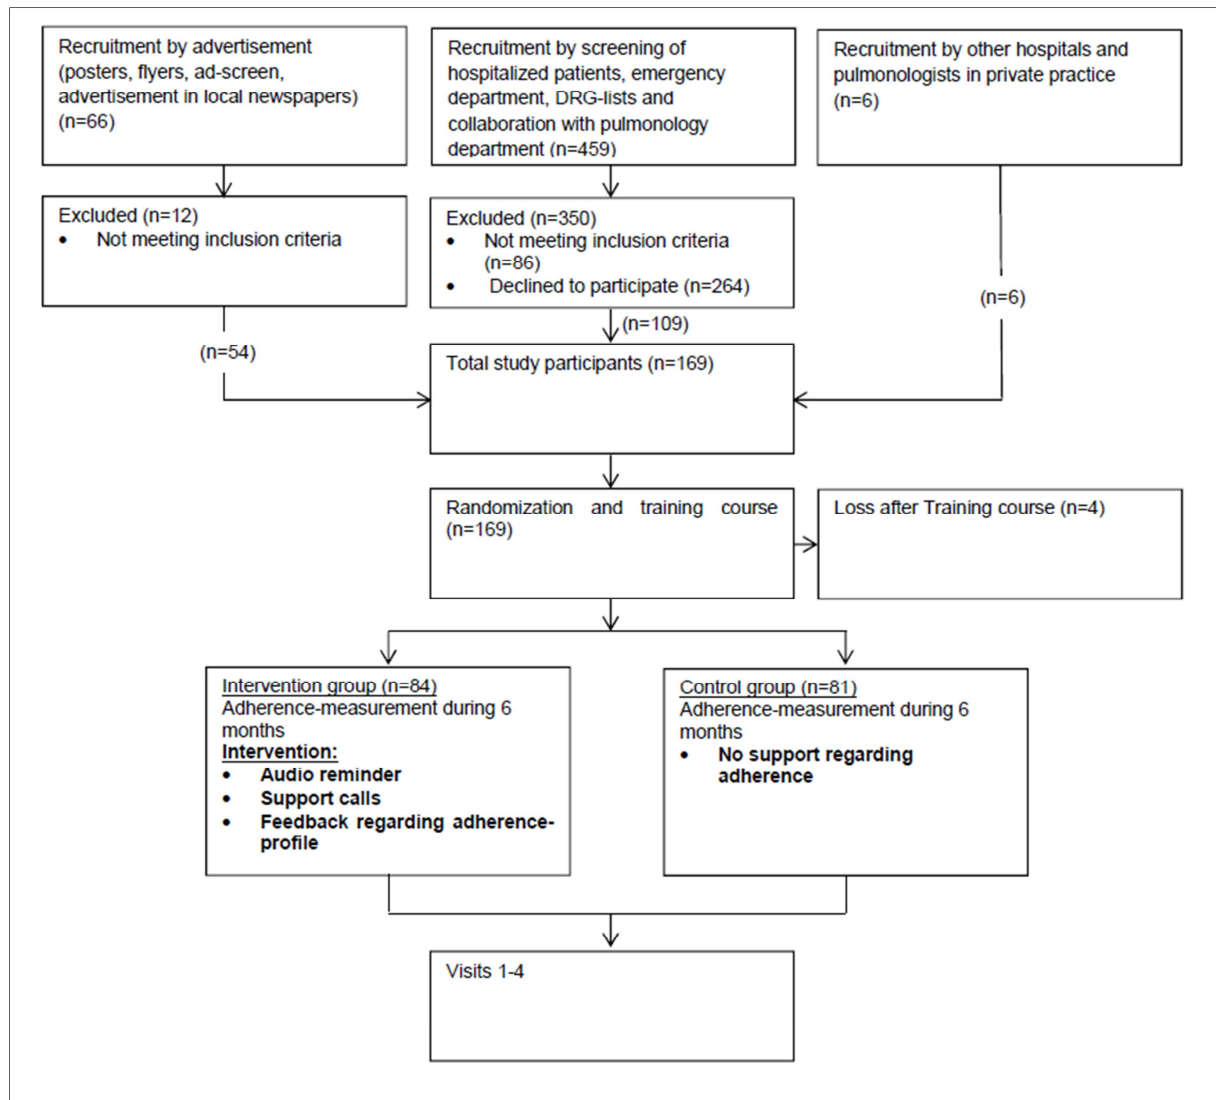 Recruitment by advertisement
(posters, flyers, ad-screen,
advertisement in local newspapers)
(n=66)
Recruitment by screening of
hospitalized patients, emergency
department, DRG-lists and
collaboration with pulmonology
department (n=459)
Recruitment by other hospitals and
pulmonologists in private practice
(n=6)
Excluded (n=12)
• Not meeting inclusion criteria
Excluded (n=350)
• Not meeting inclusion criteria
(n=86)
• Declined to participate (n=264)
(n=6)
(n=109)
(n=54)
Total study participants (n=169)
Randomization and training course
(n=169)
Loss after Training course (n=4)
Intervention group (n=84)
Adherence-measurement during 6
months
Intervention:
• Audio reminder
• Support calls
• Feedback regarding adherence-
profile
Control group (n=81)
Adherence-measurement during 6
months
• No support regarding
adherence
Visits 1-4